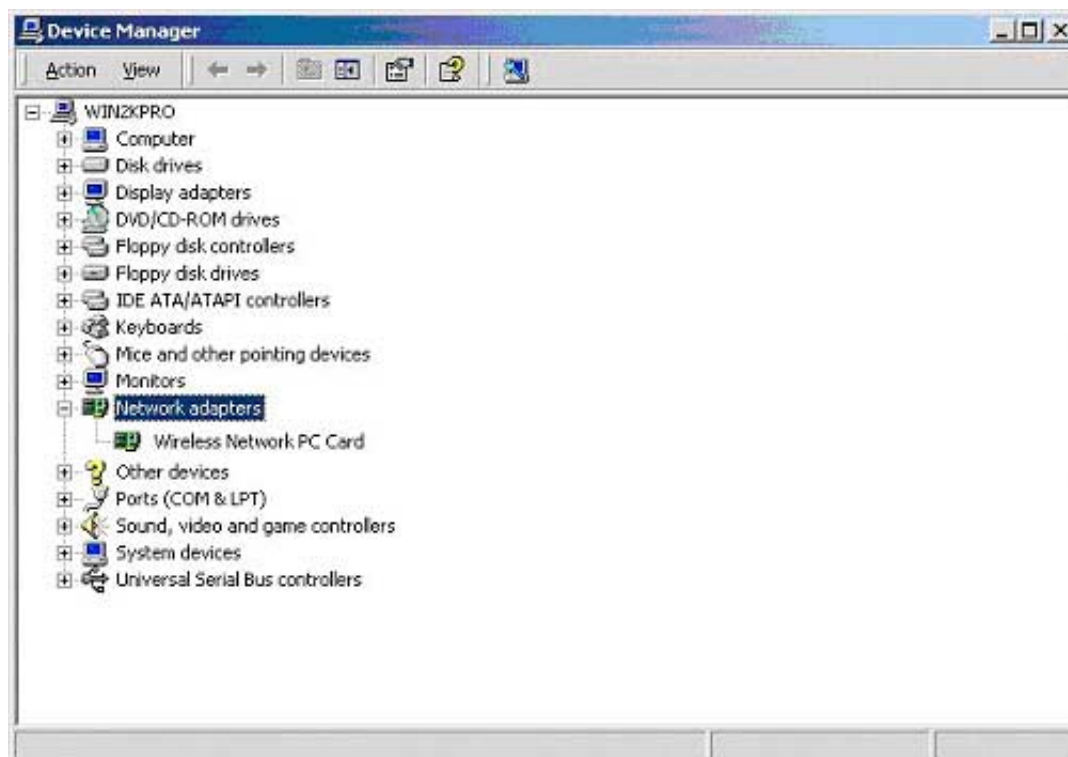 Device Manager
Action View
WIN2KPRO
Computer
Disk drives
Display adapters
DVD/CD-ROM drives
Floppy disk controllers
Floppy disk drives
IDE ATA/ATAPI controllers
Keyboards
Mice and other pointing devices
Monitors
Network adapters
Wireless Network PC Card
Other devices
Ports (COM & LPT)
Sound, video and game controllers
System devices
Universal Serial Bus controllers